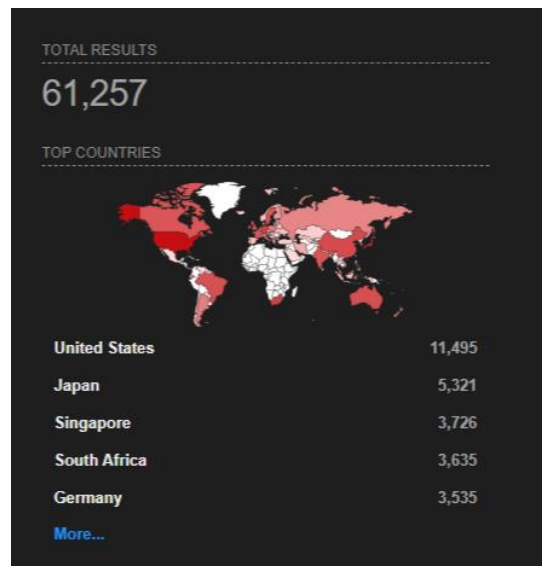 TOTAL RESULTS
61,257
TOP COUNTRIES
United States 11,495
Japan 5,321
Singapore 3,726
South Africa 3,635
Germany 3,535
More...